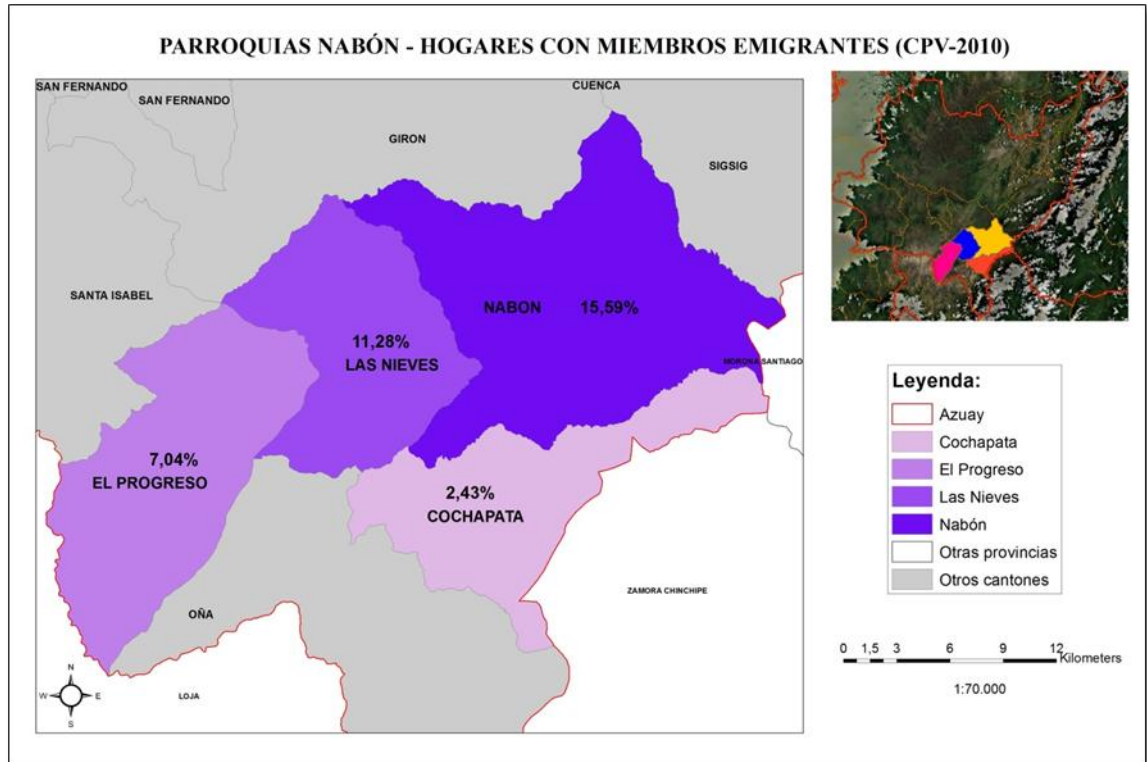 PARROQUIAS NABÓN - HOGARES CON MIEMBROS EMIGRANTES (CPV-2010)
SAN FERNANDO
SAN FERNANDO
CUENCA
GIRON
SIGSIG
SANTA ISABEL
NABON 15,59%
11,28%
LAS NIEVES
MORONA SANTIAGO
7,04%
EL PROGRESO
2,43%
COCHAPATA
OÑA
ZAMORA CHINCHIPE
LOJA
N
W E
S
Leyenda:
Azuay
Cochapata
El Progreso
Las Nieves
Nabón
Otras provincias
Otros cantones
0 1,5 3 6 9 12
Kilometers
1:70.000